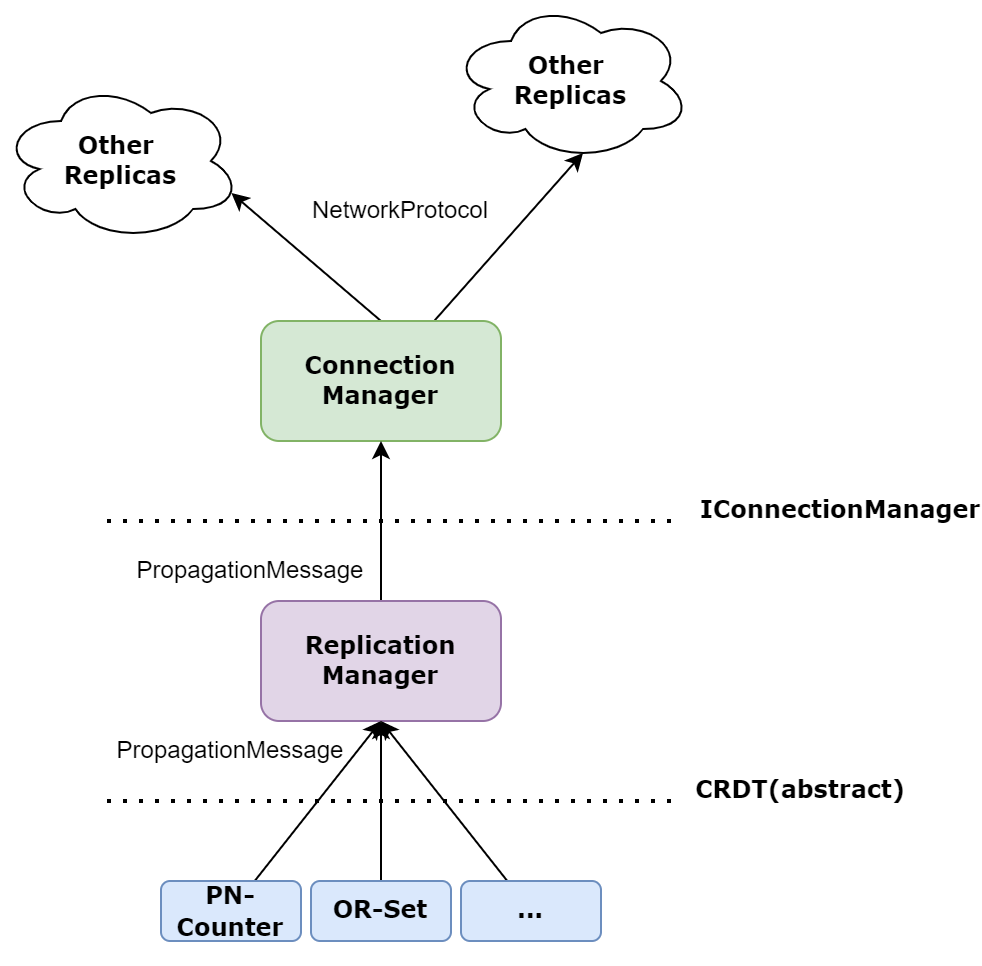 Other
Replicas
Other
Replicas
NetworkProtocol
Connection
Manager
IConnectionManager
PropagationMessage
Replication
Manager
PropagationMessage
CRDT(abstract)
PN-
Counter
OR-Set
...